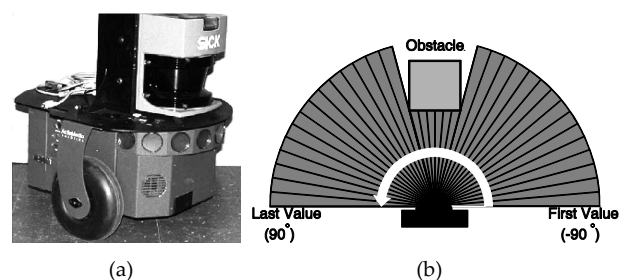 SICK
Obstacle
Last Value
(90°)
First Value
(-90°)
(a)
(b)